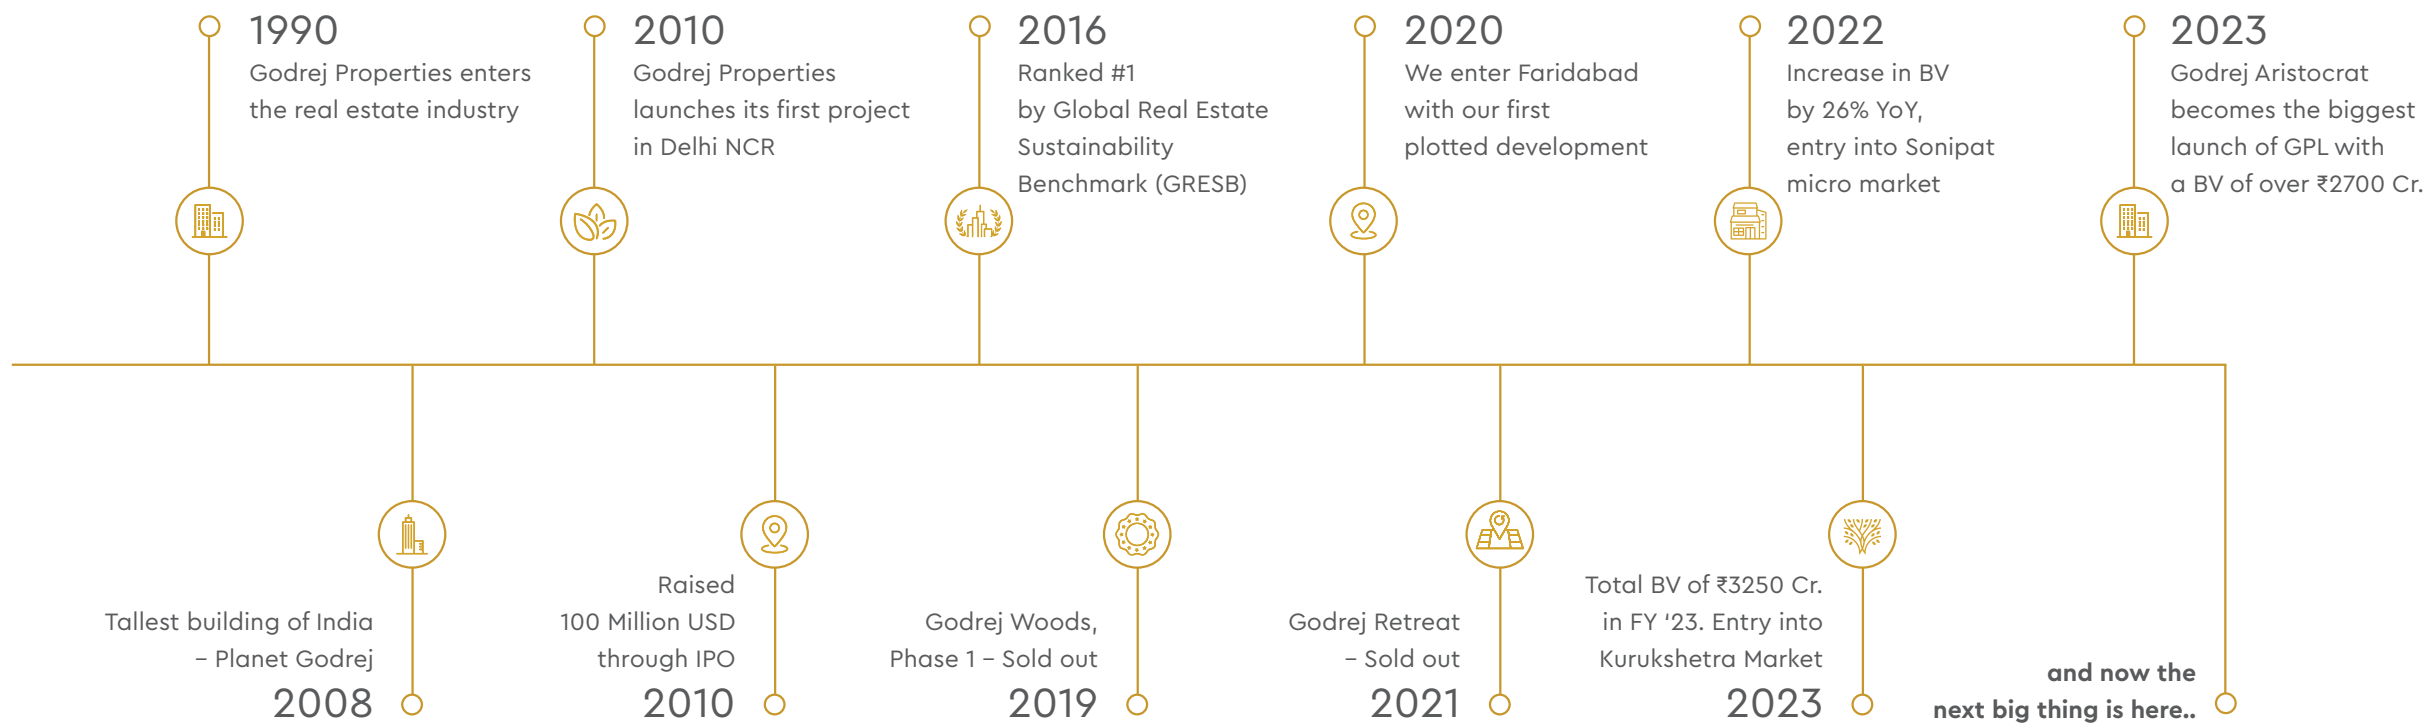 1990
Godrej Properties enters
the real estate industry
2010
Godrej Properties
launches its first project
in Delhi NCR
2016
Ranked #1
by Global Real Estate
Sustainability
Benchmark (GRESB)
2020
We enter Faridabad
with our first
plotted development
2022
Increase in BV
by 26% YoY,
entry into Sonipat
micro market
2023
Godrej Aristocrat
becomes the biggest
launch of GPL with
a BV of over ₹2700 Cr.
Tallest building of India
– Planet Godrej
2008
Raised
100 Million USD
through IPO
2010
Godrej Woods,
Phase 1 – Sold out
2019
Godrej Retreat
– Sold out
2021
Total BV of ₹3250 Cr.
in FY ‘23. Entry into
Kurukshetra Market
2023
and now the
next big thing is here..